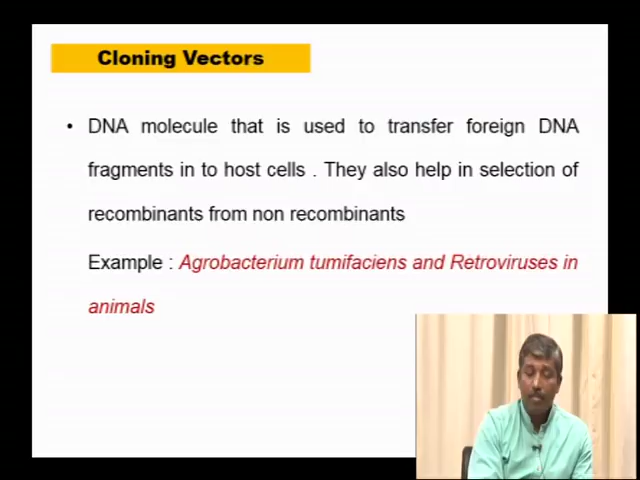 Cloning Vectors
• DNA molecule that is used to transfer foreign DNA
fragments in to host cells . They also help in selection of
recombinants from non recombinants
Example : Agrobacterium tumifaciens and Retroviruses in
animals